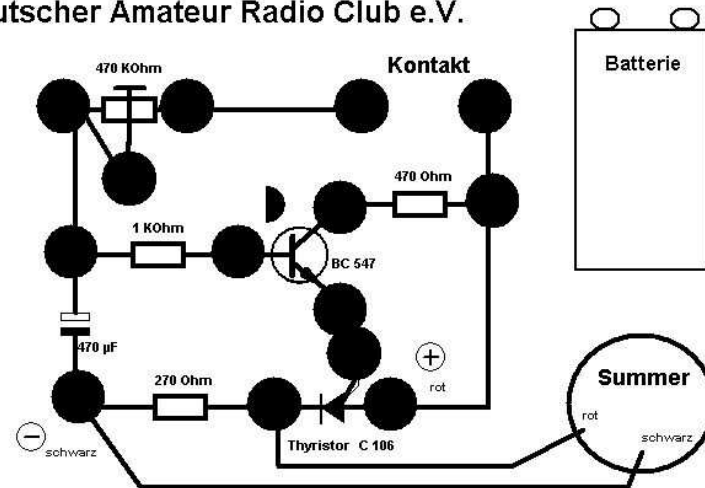 utscher Amateur Radio Club e.V.
Batterie
Kontakt
470 KOhm
470 Ohm
1 KOhm
BC 547
470 µF
+
rot
270 Ohm
Summer
rot
schwarz
Thyristor C 106
−
schwarz